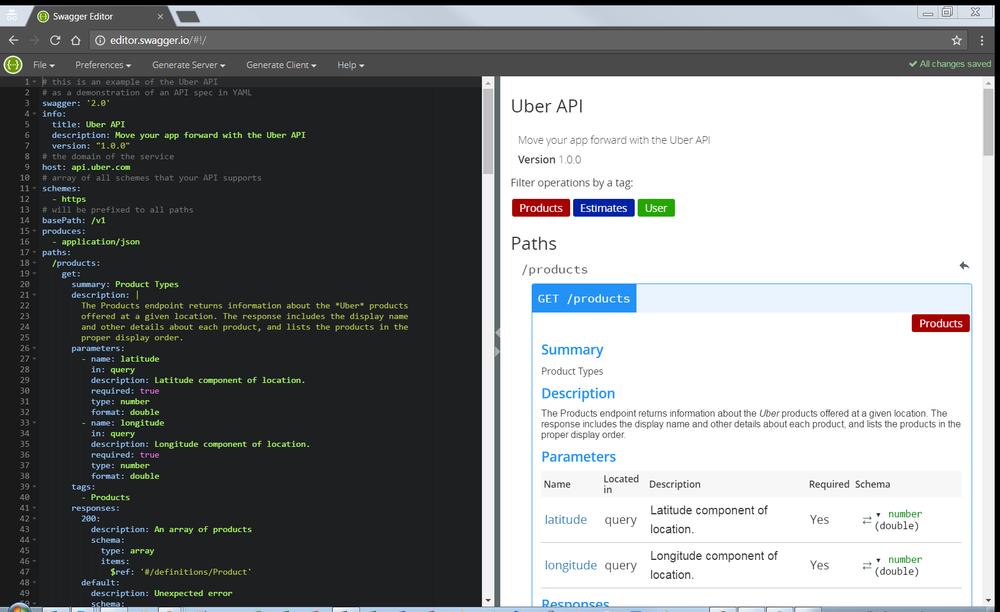 Swagger Editor
editor.swagger.io/#!/
File Preferences Generate Server Generate Client Help All changes saved
1 # this is an example of the Uber API
2 # as a demonstration of an API spec in YAML
3 swagger: '2.0'
4 info:
5 title: Uber API
6 description: Move your app forward with the Uber API
7 version: "1.0.0"
8 # the domain of the service
9 host: api.uber.com
10 # array of all schemes that your API supports
11 schemes:
12 - https
13 # will be prefixed to all paths
14 basePath: /v1
15 produces:
16 - application/json
17 paths:
18 /products:
19 get:
20 summary: Product Types
21 description: |
22 The Products endpoint returns information about the *Uber* products
23 offered at a given location. The response includes the display name
24 and other details about each product, and lists the products in the
25 proper display order.
26 parameters:
27 - name: latitude
28 in: query
29 description: Latitude component of location.
30 required: true
31 type: number
32 format: double
33 - name: longitude
34 in: query
35 description: Longitude component of location.
36 required: true
37 type: number
38 format: double
39 tags:
40 - Products
41 responses:
42 200:
43 description: An array of products
44 schema:
45 type: array
46 items:
47 $ref: '#/definitions/Product'
48 default:
49 description: Unexpected error
50 schema:
Uber API
Move your app forward with the Uber API
Version 1.0.0
Filter operations by a tag:
Products Estimates User
Paths
/products
GET /products
Products
Summary
Product Types
Description
The Products endpoint returns information about the Uber products offered at a given location. The
response includes the display name and other details about each product, and lists the products in the
proper display order.
Parameters
Name Located in Description Required Schema
latitude query Latitude component of location. Yes ⇄ ▼ number (double)
longitude query Longitude component of location. Yes ⇄ ▼ number (double)
Responses